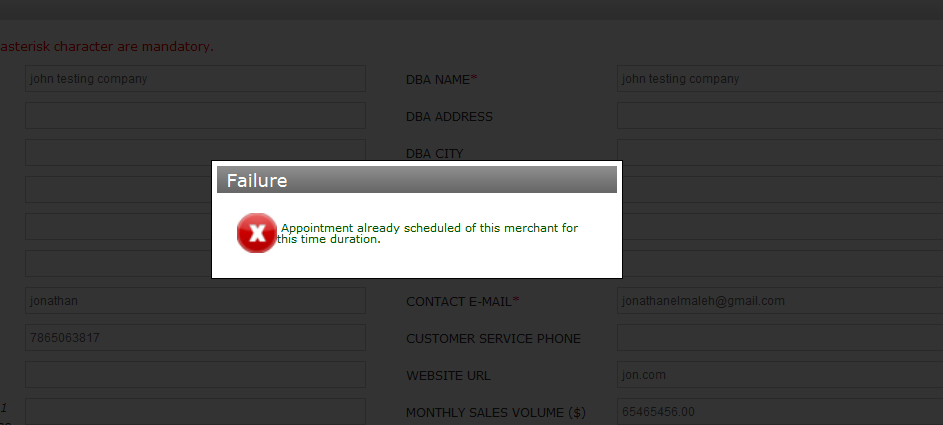 asterisk character are mandatory.
john testing company DBA NAME* john testing company
DBA ADDRESS
DBA CITY
Failure
Appointment already scheduled of this merchant for
this time duration.
jonathan CONTACT E-MAIL* jonathanelmaleh@gmail.com
7865063817 CUSTOMER SERVICE PHONE
WEBSITE URL jon.com
1 MONTHLY SALES VOLUME ($) 65465456.00